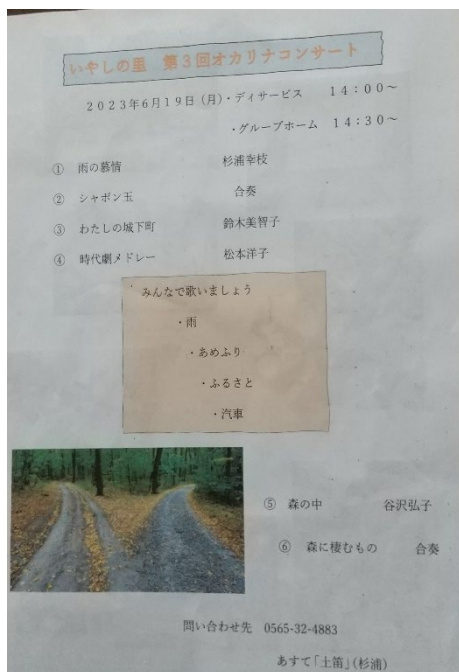 いやしの里　第3回オカリナコンサート
2023年6月19日（月）・デイサービス　14：00～
・グループホーム　14：30～
①　雨の慕情　杉浦幸枝
②　シャボン玉　合奏
③　わたしの城下町　鈴木美智子
④　時代劇メドレー　松本洋子
みんなで歌いましょう
・雨
・あめふり
・ふるさと
・汽車
⑤　森の中　谷沢弘子
⑥　森に棲むもの　合奏
問い合わせ先　0565-32-4883
あすて「土笛」（杉浦）